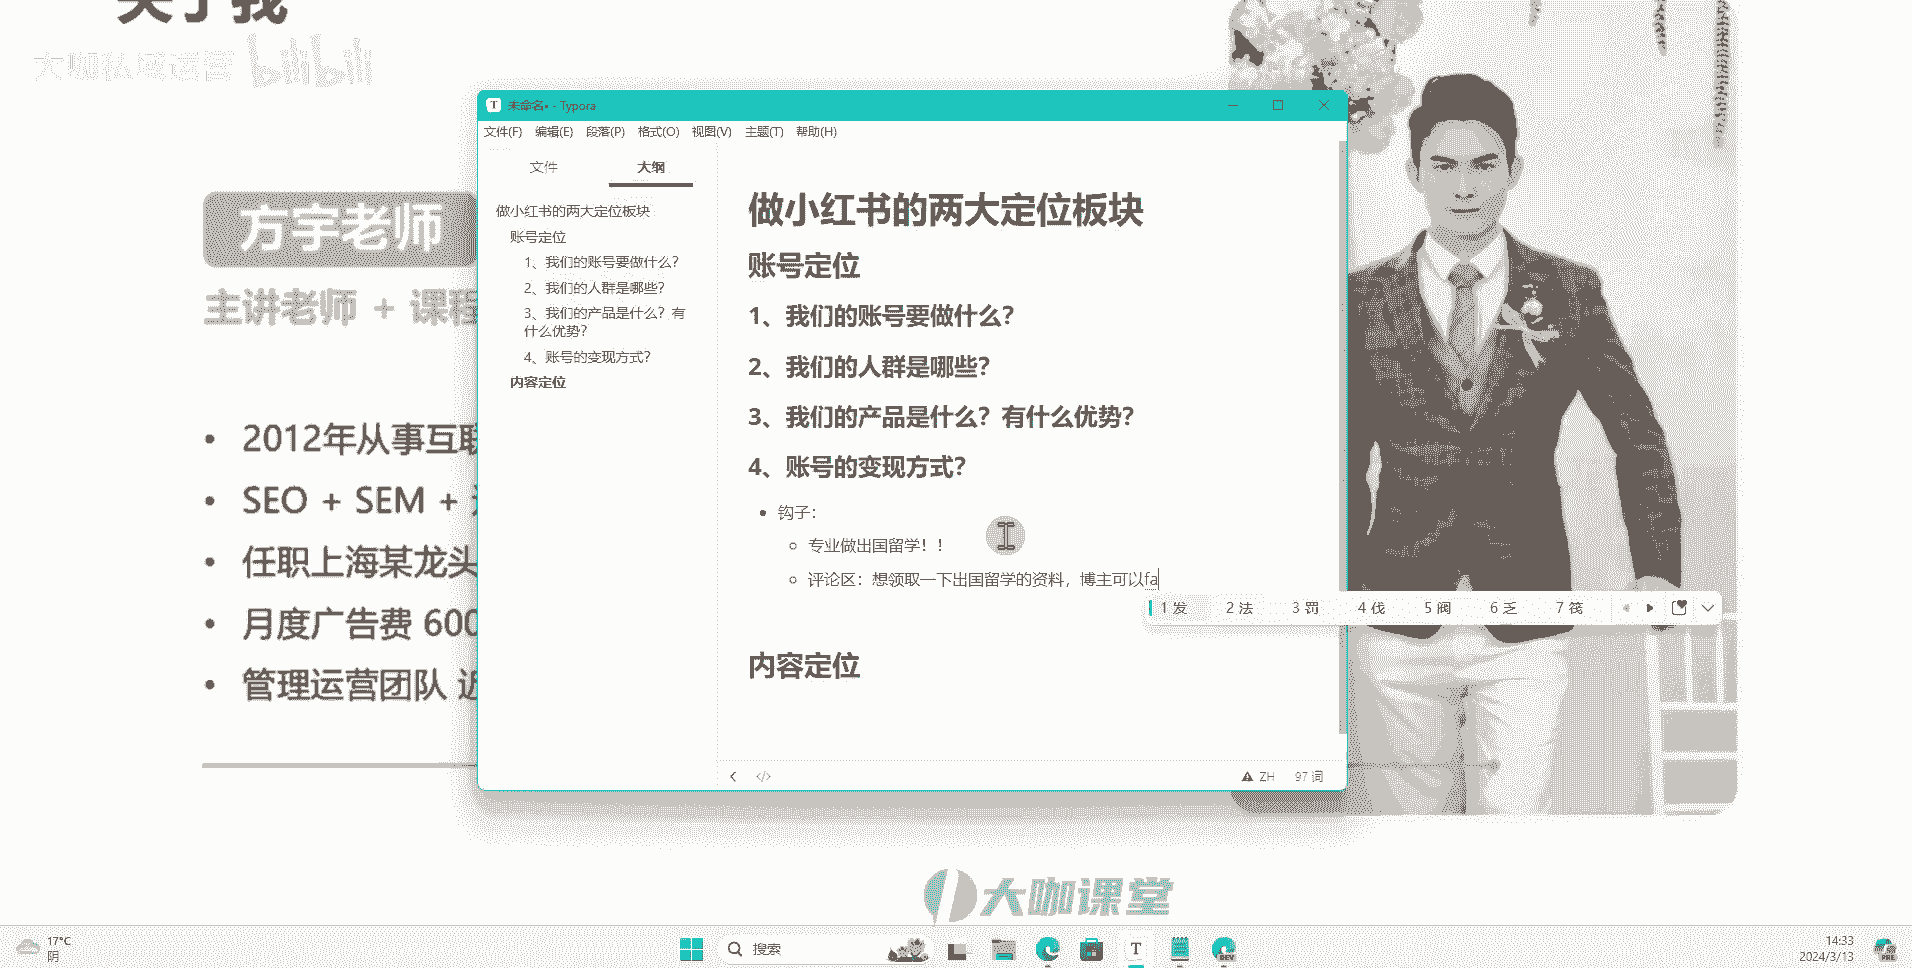 关于我
大咖私域运营 bilibili
方宇老师
主讲老师 + 课程
• 2012年从事互联
• SEO + SEM +
• 任职上海某龙头
• 月度广告费 600
• 管理运营团队 近
未命名• - Typora
文件(F) 编辑(E) 段落(P) 格式(O) 视图(V) 主题(T) 帮助(H)
文件 大纲
做小红书的两大定位板块
账号定位
1、我们的账号要做什么?
2、我们的人群是哪些?
3、我们的产品是什么? 有
什么优势?
4、账号的变现方式?
内容定位
做小红书的两大定位板块
账号定位
1、我们的账号要做什么?
2、我们的人群是哪些?
3、我们的产品是什么? 有什么优势?
4、账号的变现方式?
• 钩子:
○ 专业做出国留学! !
○ 评论区: 想领取一下出国留学的资料, 博主可以fa
1 发 2 法 3 罚 4 伐 5 阀 6 乏 7 筏
内容定位
</> ZH 97 词
大咖课堂
17°C
阴
搜索
T
DEV
14:33
2024/3/13
PRE